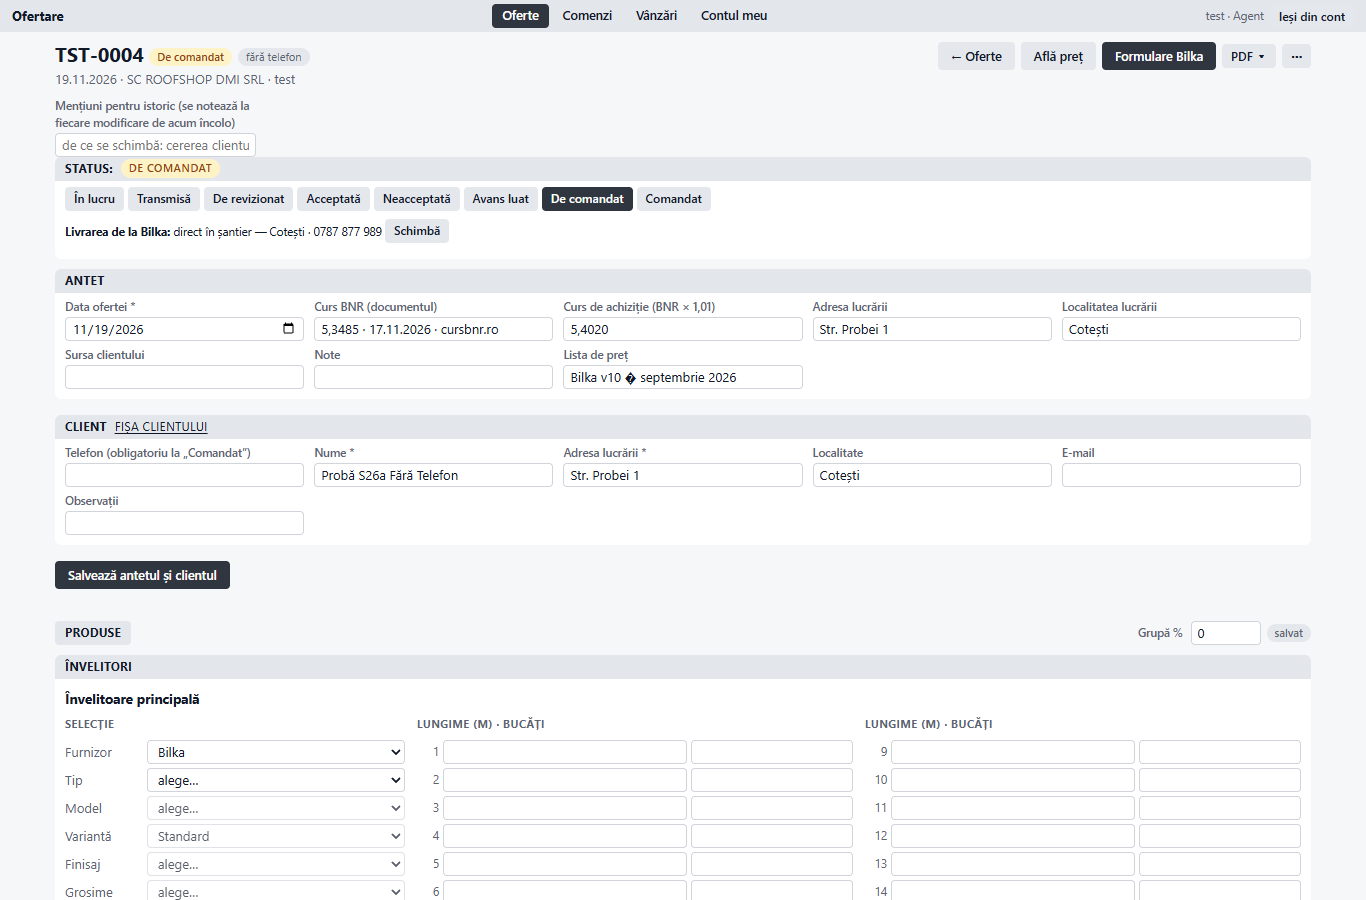 Ofertare
Oferte Comenzi Vânzări Contul meu
test · Agent Ieși din cont
TST-0004 De comandat fără telefon
← Oferte Află preț Formulare Bilka PDF ▾ ...
19.11.2026 · SC ROOFSHOP DMI SRL · test
Mențiuni pentru istoric (se notează la
fiecare modificare de acum încolo)
de ce se schimbă: cererea clientu
STATUS: DE COMANDAT
În lucru Transmisă De revizionat Acceptată Neacceptată Avans luat De comandat Comandat
Livrarea de la Bilka: direct în șantier — Cotești · 0787 877 989 Schimbă
ANTET
Data ofertei * Curs BNR (documentul) Curs de achiziție (BNR × 1,01) Adresa lucrării Localitatea lucrării
11/19/2026 5,3485 · 17.11.2026 · cursbnr.ro 5,4020 Str. Probei 1 Cotești
Sursa clientului Note Lista de preț
Bilka v10 � septembrie 2026
CLIENT FIȘA CLIENTULUI
Telefon (obligatoriu la „Comandat”) Nume * Adresa lucrării * Localitate E-mail
Probă S26a Fără Telefon Str. Probei 1 Cotești
Observații
Salvează antetul și clientul
PRODUSE
Grupă % 0 salvat
ÎNVELITORI
Învelitoare principală
SELECȚIE LUNGIME (M) · BUCĂȚI LUNGIME (M) · BUCĂȚI
Furnizor Bilka 1 9
Tip alege... 2 10
Model alege... 3 11
Variantă Standard 4 12
Finisaj alege... 5 13
Grosime alege... 6 14